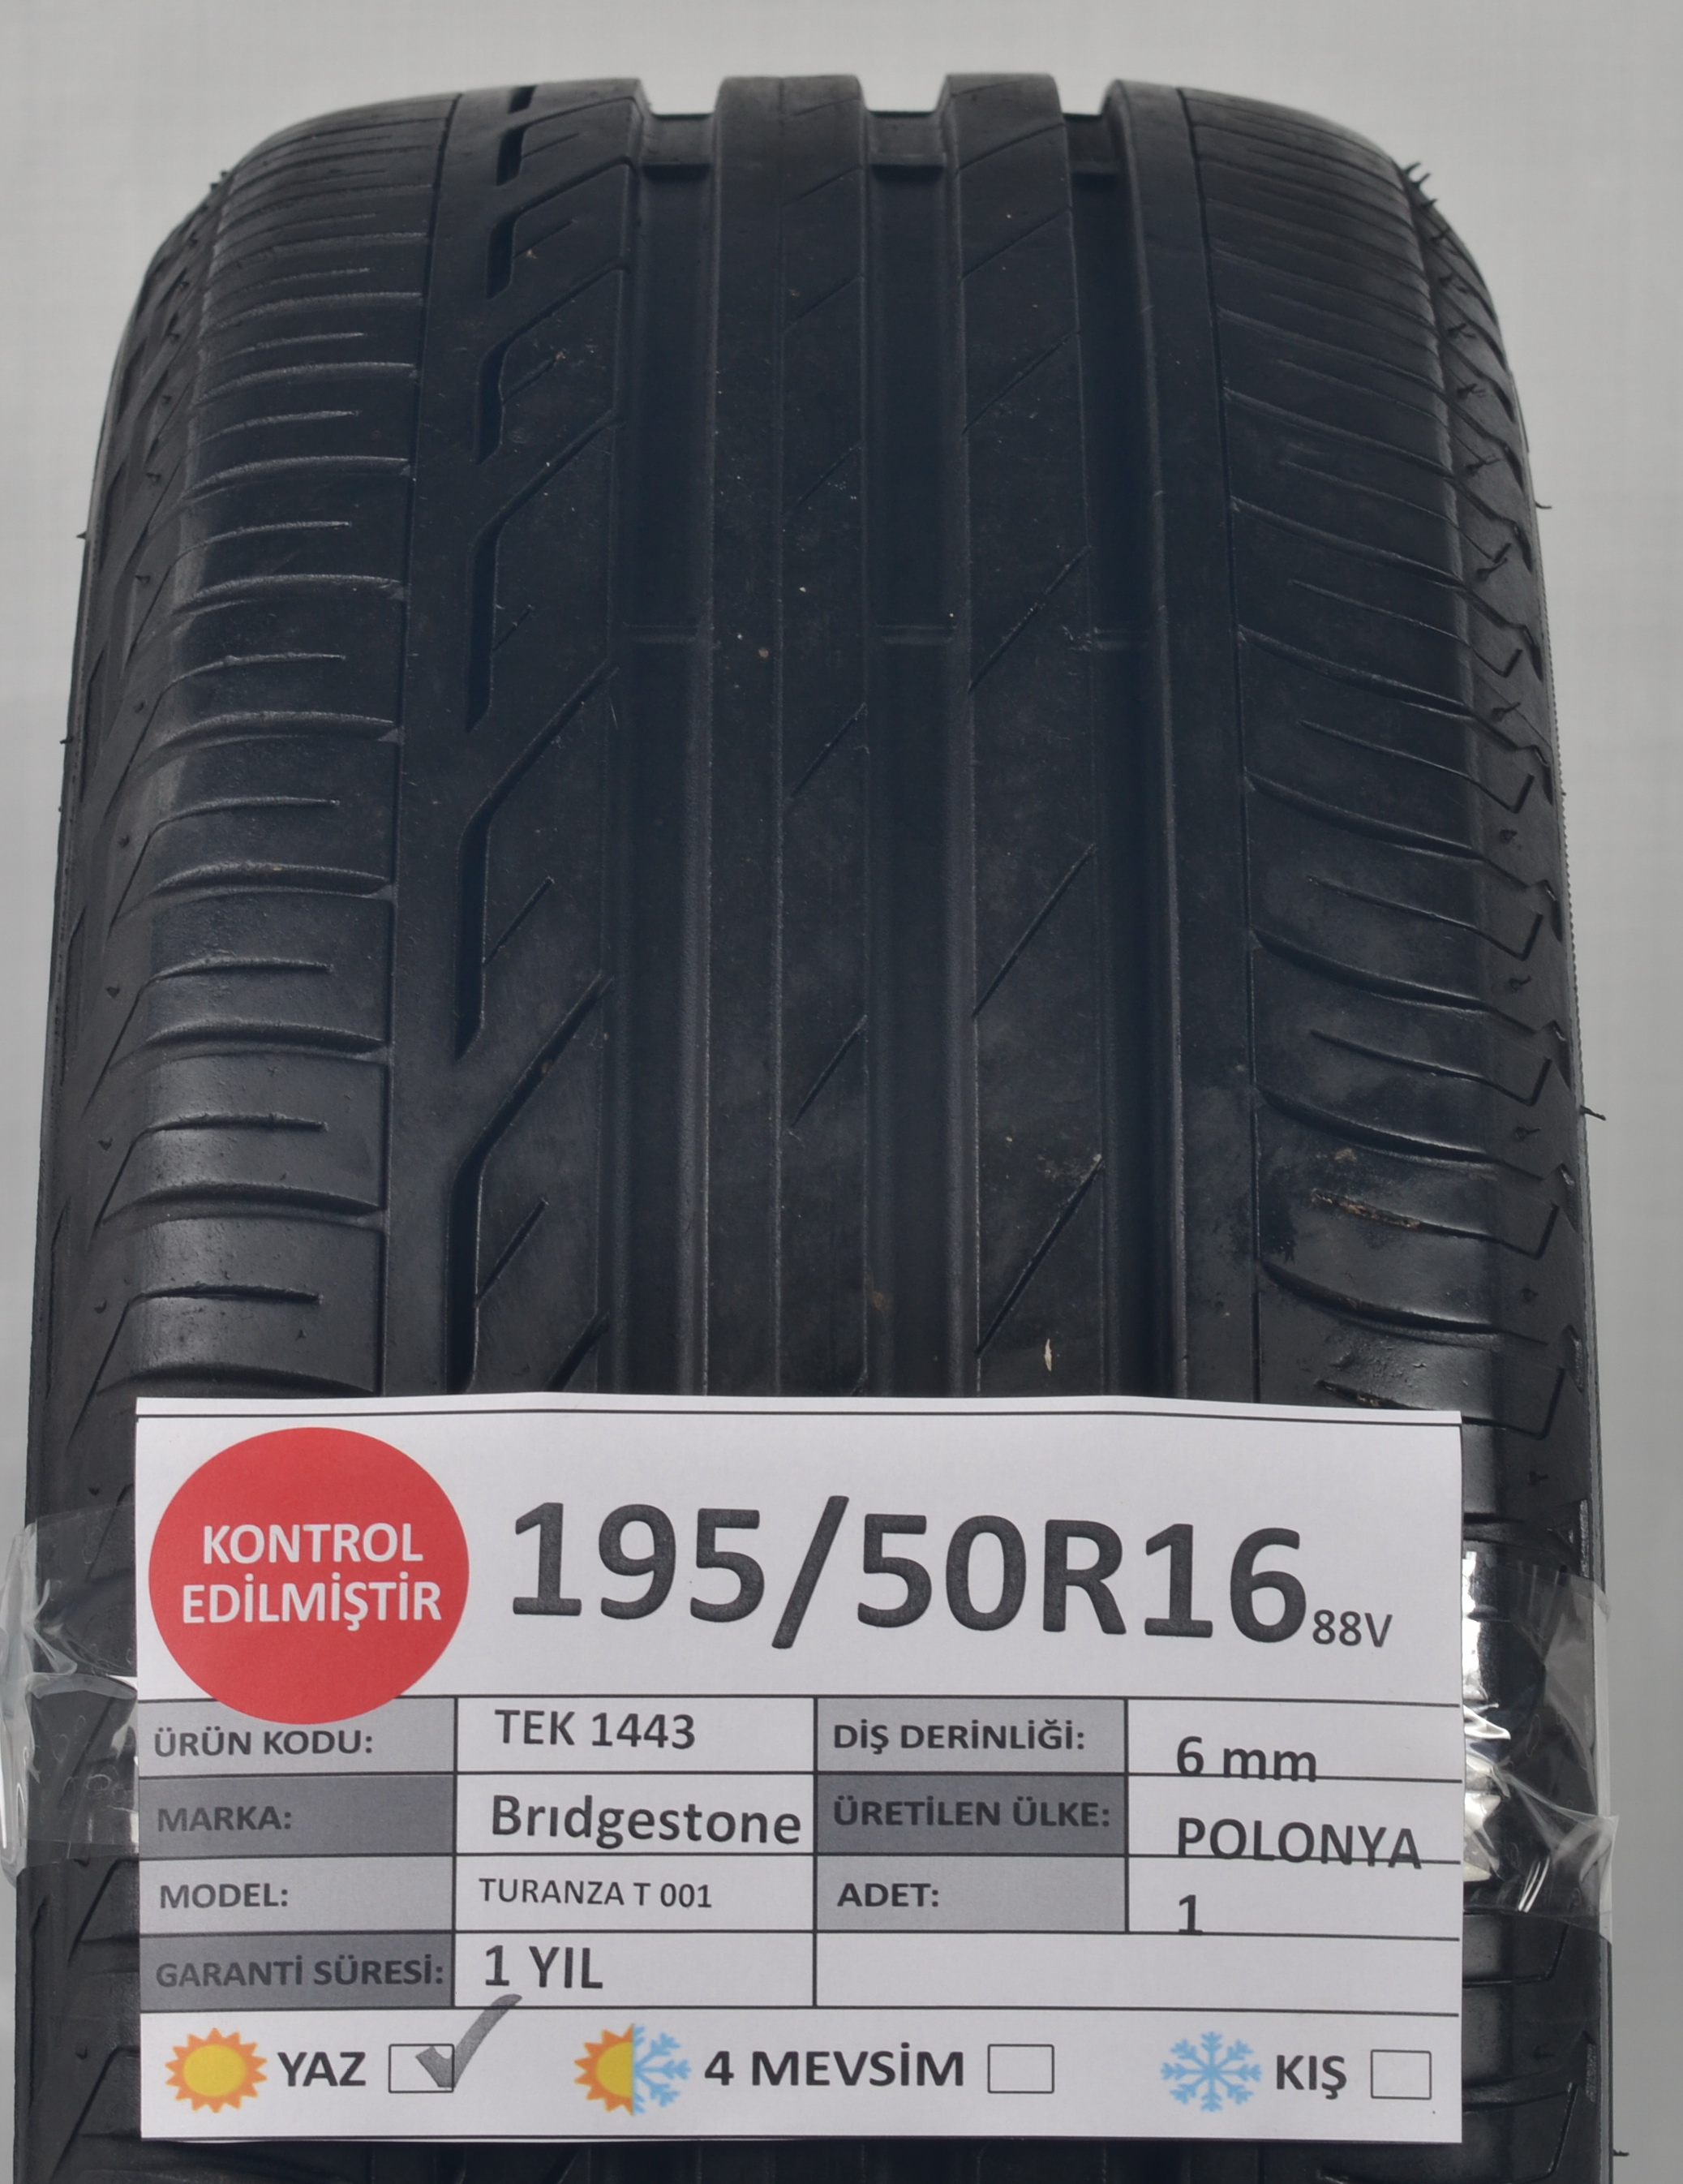 KONTROL
EDİLMİŞTİR
195/50R16 88V
ÜRÜN KODU: TEK 1443 DİŞ DERİNLİĞİ: 6 mm
MARKA: Brıdgestone ÜRETİLEN ÜLKE: POLONYA
MODEL: TURANZA T 001 ADET: 1
GARANTİ SÜRESİ: 1 YIL
YAZ 4 MEVSİM KIŞ